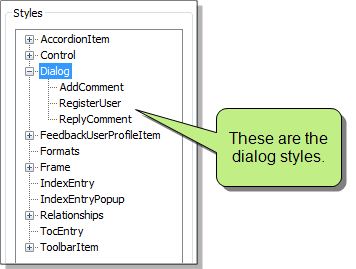 Styles
AccordionItem
Control
Dialog
AddComment
RegisterUser
ReplyComment
FeedbackUserProfileItem
Formats
Frame
IndexEntry
IndexEntryPopup
Relationships
TocEntry
ToolbarItem
These are the
dialog styles.